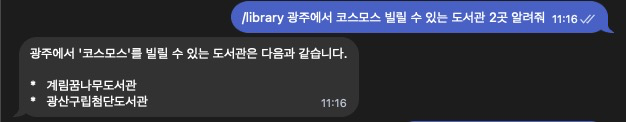 /library 광주에서 코스모스 빌릴 수 있는 도서관 2곳 알려줘 11:16
광주에서 '코스모스'를 빌릴 수 있는 도서관은 다음과 같습니다.
* 계림꿈나무도서관
* 광산구립첨단도서관
11:16